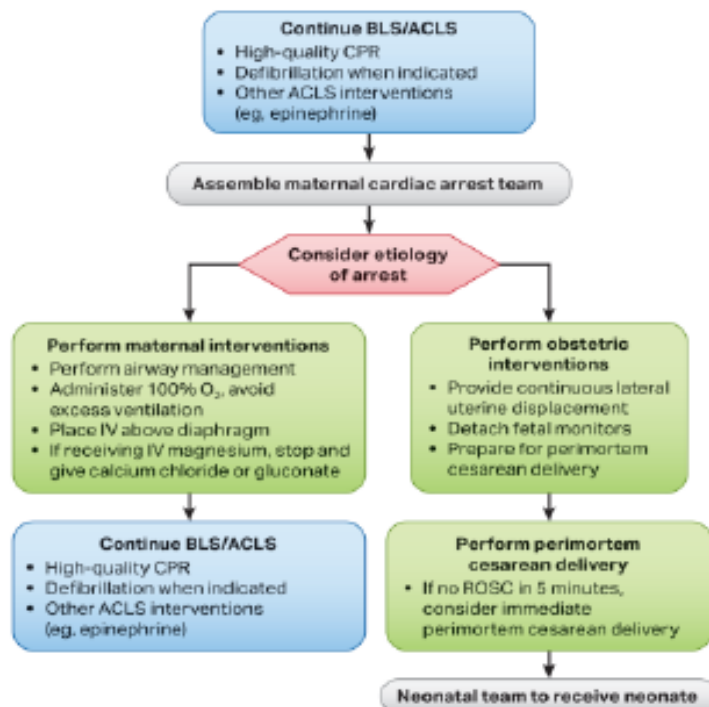 Continue BLS/ACLS
• High-quality CPR
• Defibrillation when indicated
• Other ACLS interventions
(eg, epinephrine)
Assemble maternal cardiac arrest team
Consider etiology
of arrest
Perform maternal interventions
• Perform airway management
• Administer 100% O₂, avoid
excess ventilation
• Place IV above diaphragm
• If receiving IV magnesium, stop and
give calcium chloride or gluconate
Perform obstetric
interventions
• Provide continuous lateral
uterine displacement
• Detach fetal monitors
• Prepare for perimortem
cesarean delivery
Continue BLS/ACLS
• High-quality CPR
• Defibrillation when indicated
• Other ACLS interventions
(eg, epinephrine)
Perform perimortem
cesarean delivery
• If no ROSC in 5 minutes,
consider immediate
perimortem cesarean delivery
Neonatal team to receive neonate